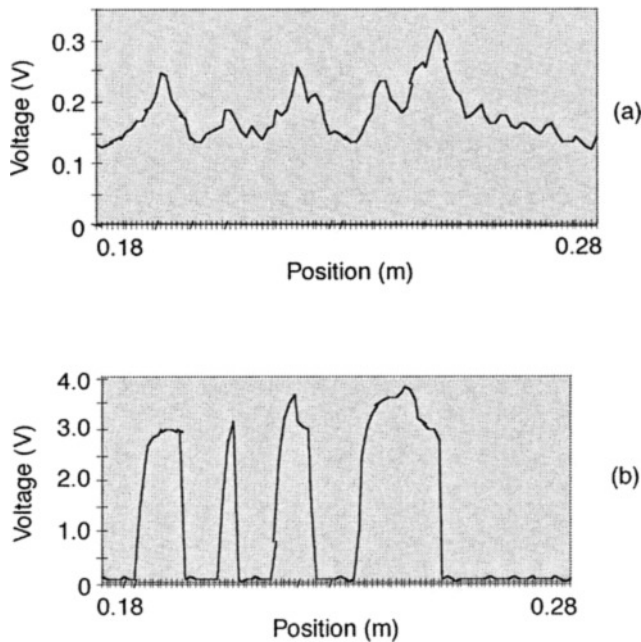 0.3
0.2
0.1
0
Voltage (V)
0.18
0.28
Position (m)
(a)
4.0
3.0
2.0
1.0
0
Voltage (V)
0.18
0.28
Position (m)
(b)